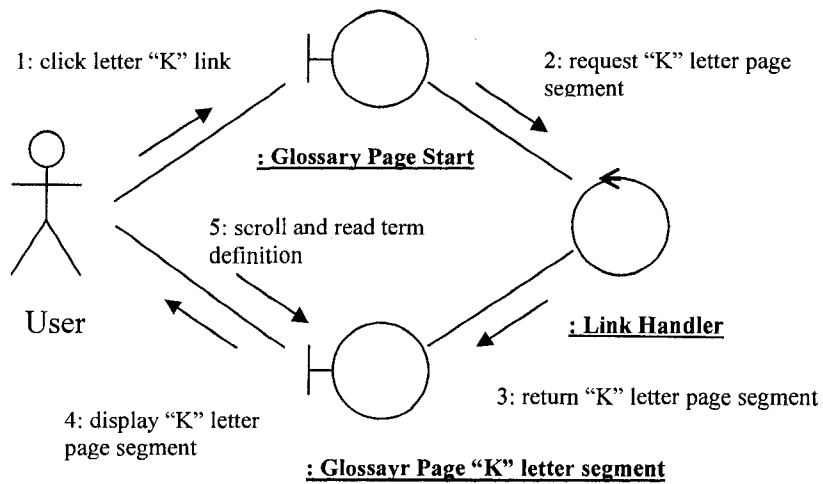 1: click letter “K” link
2: request “K” letter page
segment
: Glossary Page Start
5: scroll and read term
definition
User
: Link Handler
3: return “K” letter page segment
4: display “K” letter
page segment
: Glossayr Page “K” letter segment